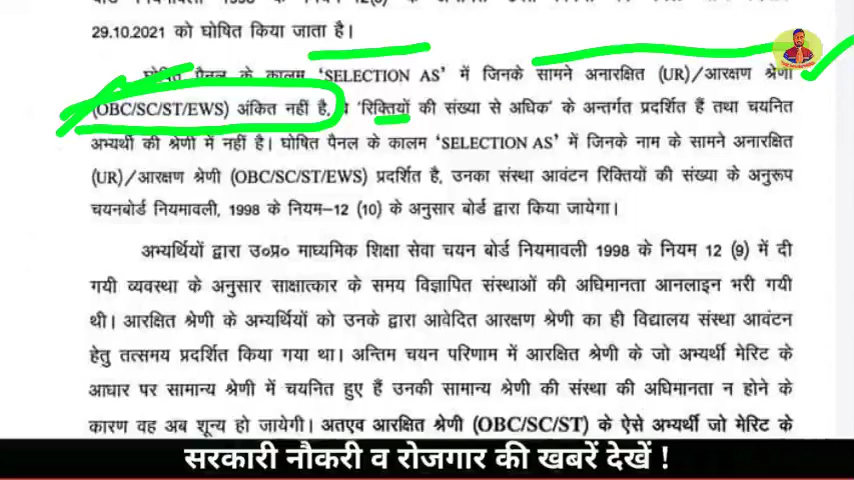 29.10.2021 को घोषित किया जाता है।
घोषित पैनल के कालम 'SELECTION AS' में जिनके सामने अनारक्षित (UR)/आरक्षण श्रेणी
(OBC/SC/ST/EWS) अंकित नहीं है, 'रिक्तियों की संख्या से अधिक' के अन्तर्गत प्रदर्शित हैं तथा चयनित
अभ्यर्थी की श्रेणी में नहीं है। घोषित पैनल के कालम 'SELECTION AS' में जिनके नाम के सामने अनारक्षित
(UR)/आरक्षण श्रेणी (OBC/SC/ST/EWS) प्रदर्शित है, उनका संस्था आवंटन रिक्तियों की संख्या के अनुरूप
चयनबोर्ड नियमावली, 1998 के नियम-12 (10) के अनुसार बोर्ड द्वारा किया जायेगा।
अभ्यर्थियों द्वारा उ०प्र० माध्यमिक शिक्षा सेवा चयन बोर्ड नियमावली 1998 के नियम 12 (9) में दी
गयी व्यवस्था के अनुसार साक्षात्कार के समय विज्ञापित संस्थाओं की अधिमानता आनलाइन भरी गयी
थी। आरक्षित श्रेणी के अभ्यर्थियों को उनके द्वारा आवेदित आरक्षण श्रेणी का ही विद्यालय संस्था आवंटन
हेतु तत्समय प्रदर्शित किया गया था। अन्तिम चयन परिणाम में आरक्षित श्रेणी के जो अभ्यर्थी मेरिट के
आधार पर सामान्य श्रेणी में चयनित हुए हैं उनकी सामान्य श्रेणी की संस्था की अधिमानता न होने के
कारण वह अब शून्य हो जायेगी। अतएव आरक्षित श्रेणी (OBC/SC/ST) के ऐसे अभ्यर्थी जो मेरिट के
सरकारी नौकरी व रोजगार की खबरें देखें !